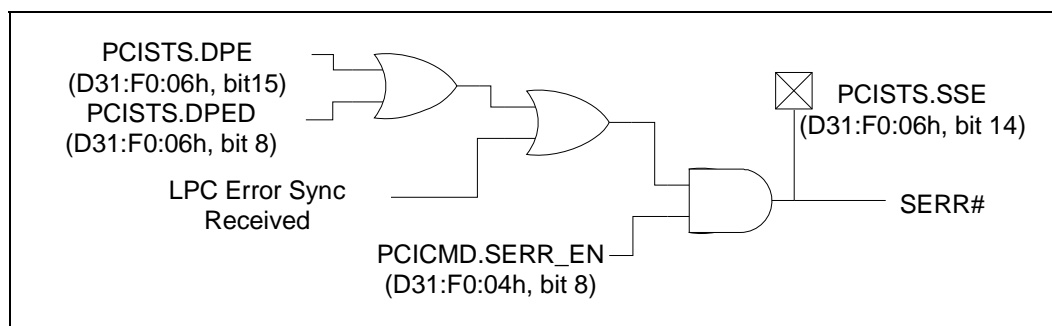 PCISTS.DPE
(D31:F0:06h, bit15)
PCISTS.DPED
(D31:F0:06h, bit 8)
LPC Error Sync
Received
PCICMD.SERR_EN
(D31:F0:04h, bit 8)
PCISTS.SSE
(D31:F0:06h, bit 14)
SERR#